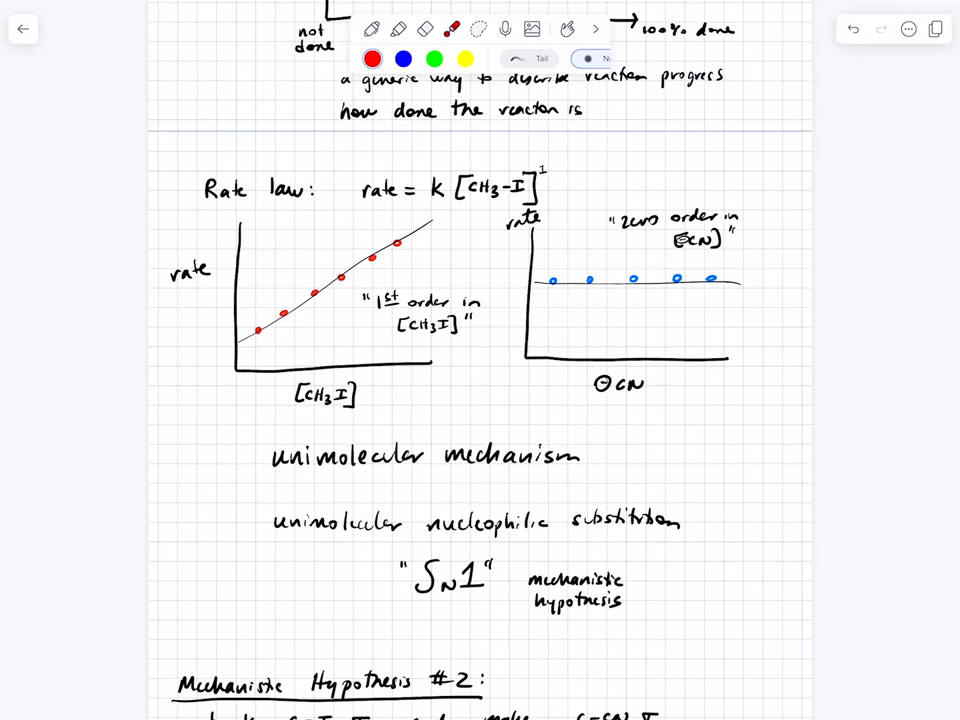 not done
100% done
Tail
a generic way to describe reaction progress
how done the reaction is
Rate law: rate = k [CH3-I]^1
rate
"1st order in
[CH3I]"
[CH3I]
rate
"zero order in
⊖CN]"
⊖CN
unimolecular mechanism
unimolecular nucleophilic substitution
"SN1"
mechanistic
hypothesis
Mechanistic Hypothesis #2: